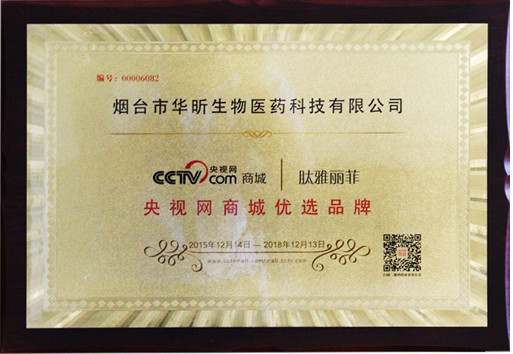 编号：00006082
烟台市华昕生物医药科技有限公司
CCTV.com 央视网 商城 | 肽雅丽菲
央视网商城优选品牌
2015年12月14日 — 2018年12月13日